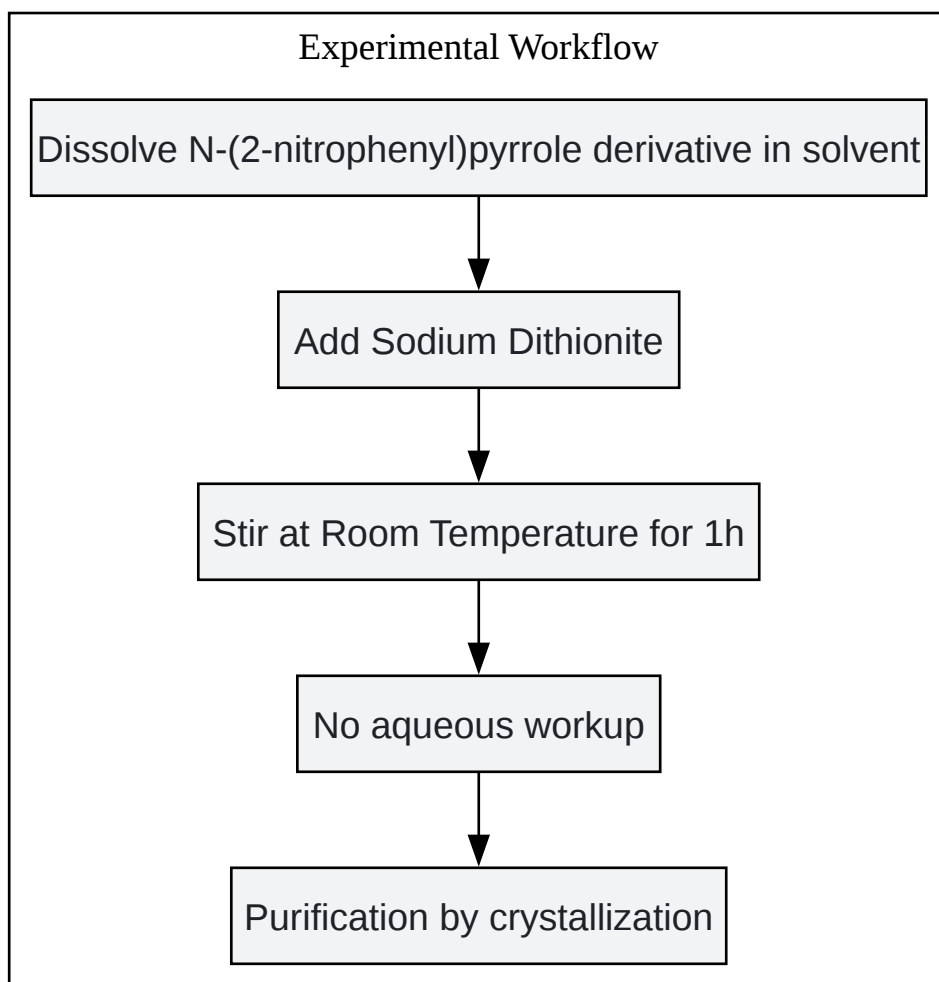 Experimental Workflow
Dissolve N-(2-nitrophenyl)pyrrole derivative in solvent
Add Sodium Dithionite
Stir at Room Temperature for 1h
No aqueous workup
Purification by crystallization